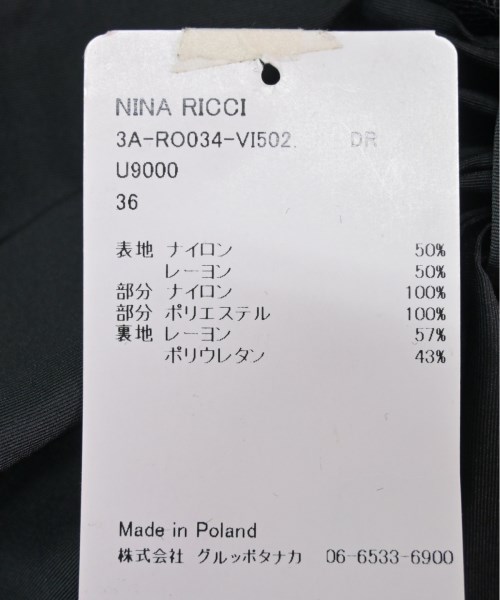 NINA RICCI
3A-RO034-VI502. DR
U9000
36
表地 ナイロン 50%
レーヨン 50%
部分 ナイロン 100%
部分 ポリエステル 100%
裏地 レーヨン 57%
ポリウレタン 43%
Made in Poland
株式会社 グルッポタナカ 06-6533-6900